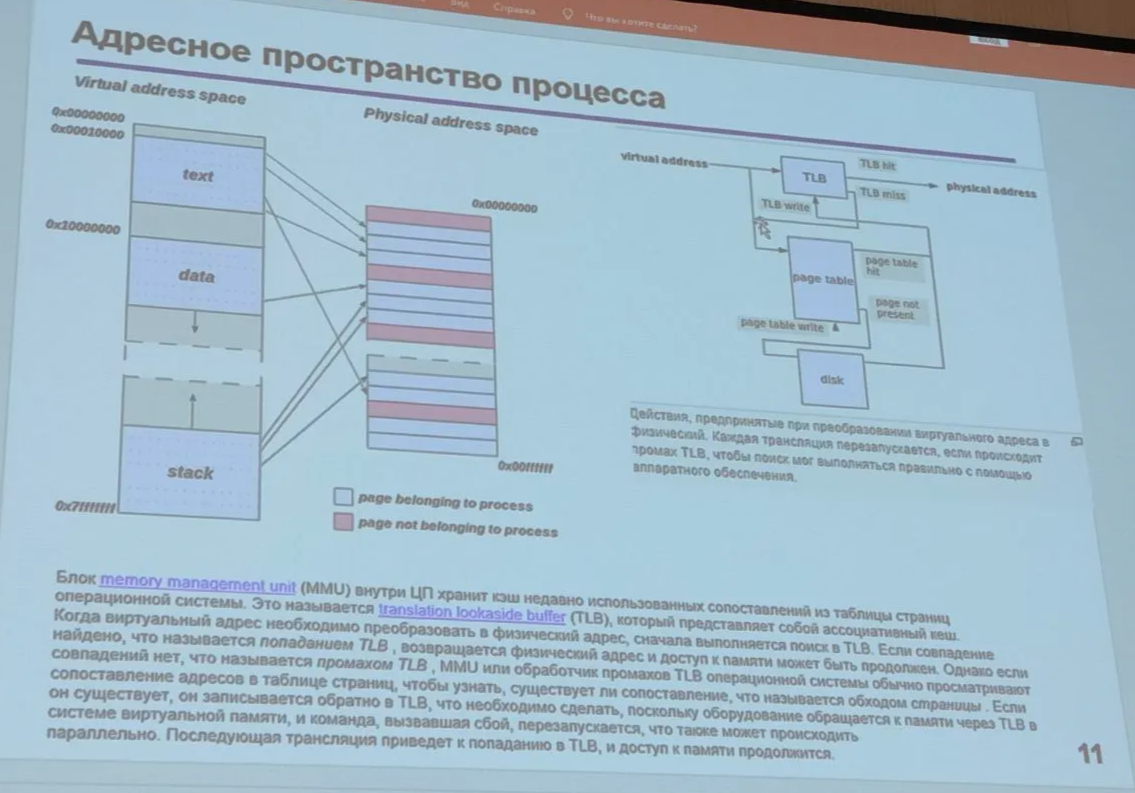 вид
Справка
Что вы хотите сделать?
Вход
Адресное пространство процесса
Virtual address space
Physical address space
0x00000000
0x00010000
text
0x10000000
data
stack
0x7fffffff
0x00000000
0x00ffffff
page belonging to process
page not belonging to process
virtual address
TLB
TLB hit
physical address
TLB miss
TLB write
page table
page table
hit
page not
present
page table write
disk
Действия, предпринятые при преобразовании виртуального адреса в
физический. Каждая трансляция перезапускается, если происходит
промах TLB, чтобы поиск мог выполняться правильно с помощью
аппаратного обеспечения.
Блок memory management unit (MMU) внутри ЦП хранит кэш недавно использованных сопоставлений из таблицы страниц
операционной системы. Это называется translation lookaside buffer (TLB), который представляет собой ассоциативный кеш.
Когда виртуальный адрес необходимо преобразовать в физический адрес, сначала выполняется поиск в TLB. Если совпадение
найдено, что называется попаданием TLB , возвращается физический адрес и доступ к памяти может быть продолжен. Однако если
совпадений нет, что называется промахом TLB , MMU или обработчик промахов TLB операционной системы обычно просматривают
сопоставление адресов в таблице страниц, чтобы узнать, существует ли сопоставление, что называется обходом страницы . Если
он существует, он записывается обратно в TLB, что необходимо сделать, поскольку оборудование обращается к памяти через TLB в
системе виртуальной памяти, и команда, вызвавшая сбой, перезапускается, что также может происходить
параллельно. Последующая трансляция приведет к попаданию в TLB, и доступ к памяти продолжится.
11